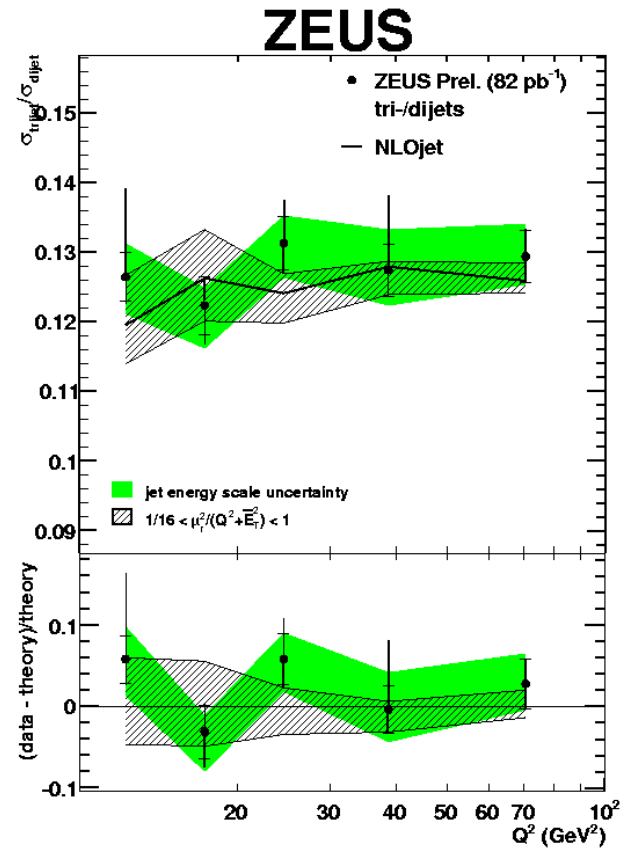 ZEUS
σtrijet/σdijet
ZEUS Prel. (82 pb⁻¹)
tri-/dijets
NLOjet
0.15
0.14
0.13
0.12
0.11
0.1
0.09
jet energy scale uncertainty
1/16 < μᵣ²/(Q²+E̅_T²) < 1
(data - theory)/theory
0.1
0
-0.1
20 30 40 50 60 70 10²
Q² (GeV²)